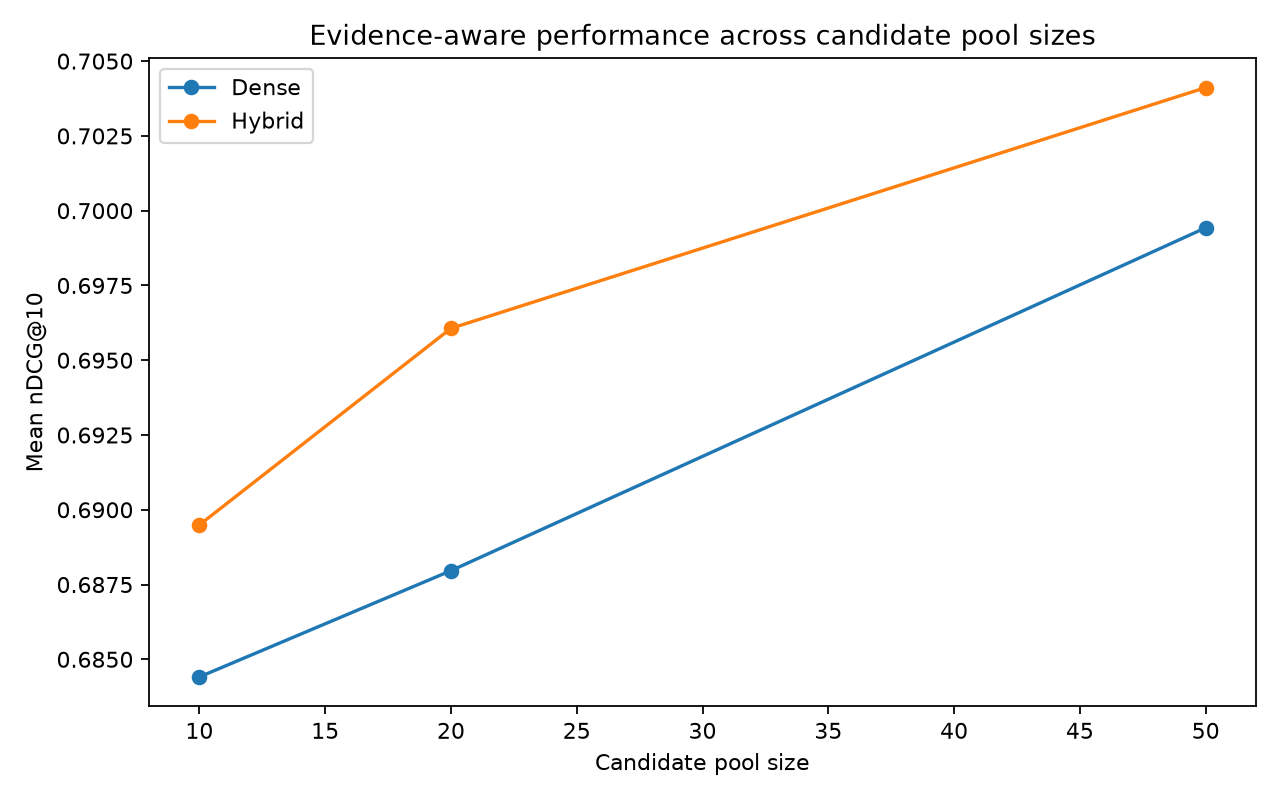 Evidence-aware performance across candidate pool sizes
Dense
Hybrid
Mean nDCG@10
0.7050
0.7025
0.7000
0.6975
0.6950
0.6925
0.6900
0.6875
0.6850
10 15 20 25 30 35 40 45 50
Candidate pool size